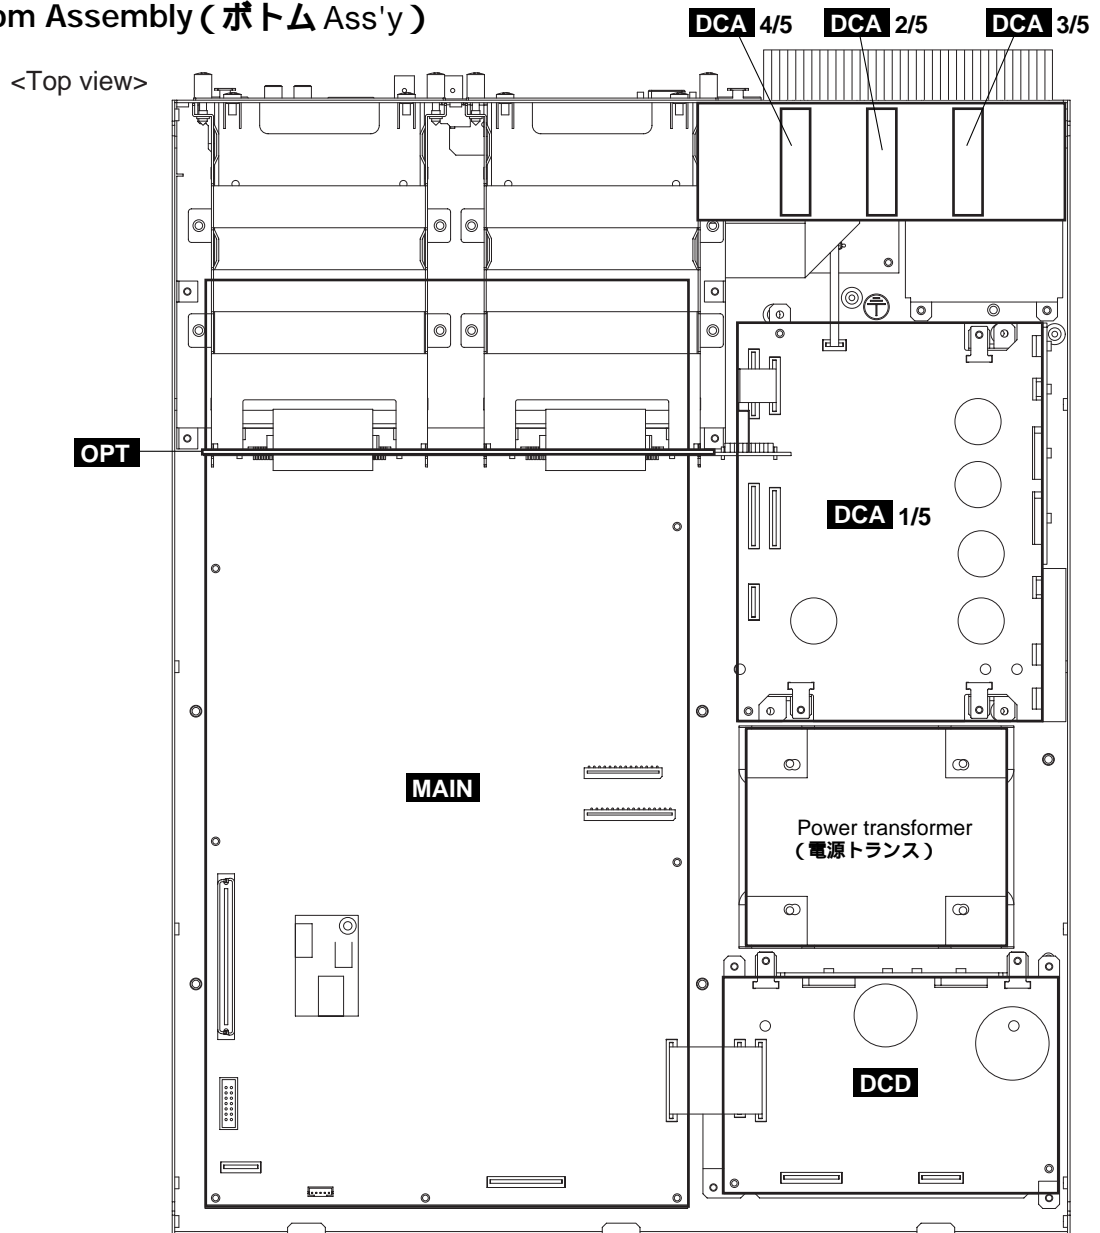 Assembly (ボトム Ass'y)
<Top view>
DCA 4/5
DCA 2/5
DCA 3/5
OPT
DCA 1/5
MAIN
Power transformer
(電源トランス)
DCD